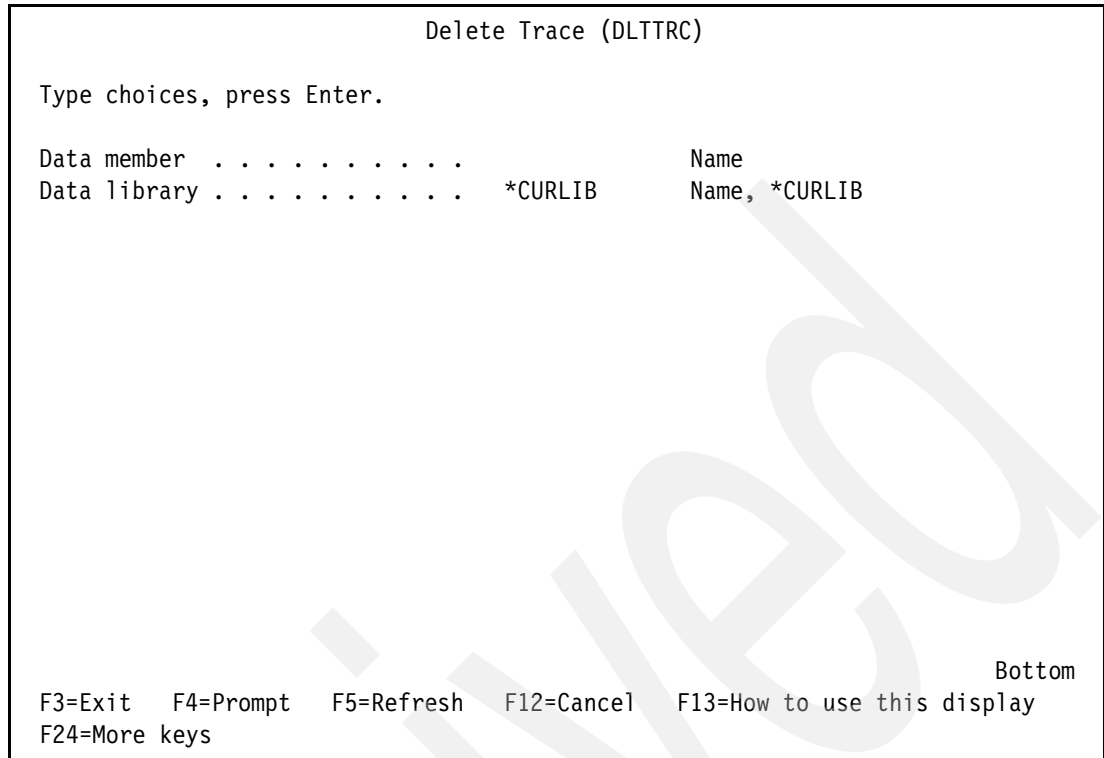 Delete Trace (DLTTRC)
Type choices, press Enter.
Data member . . . . . . . . . . Name
Data library . . . . . . . . . . *CURLIB Name, *CURLIB
Bottom
F3=Exit F4=Prompt F5=Refresh F12=Cancel F13=How to use this display
F24=More keys